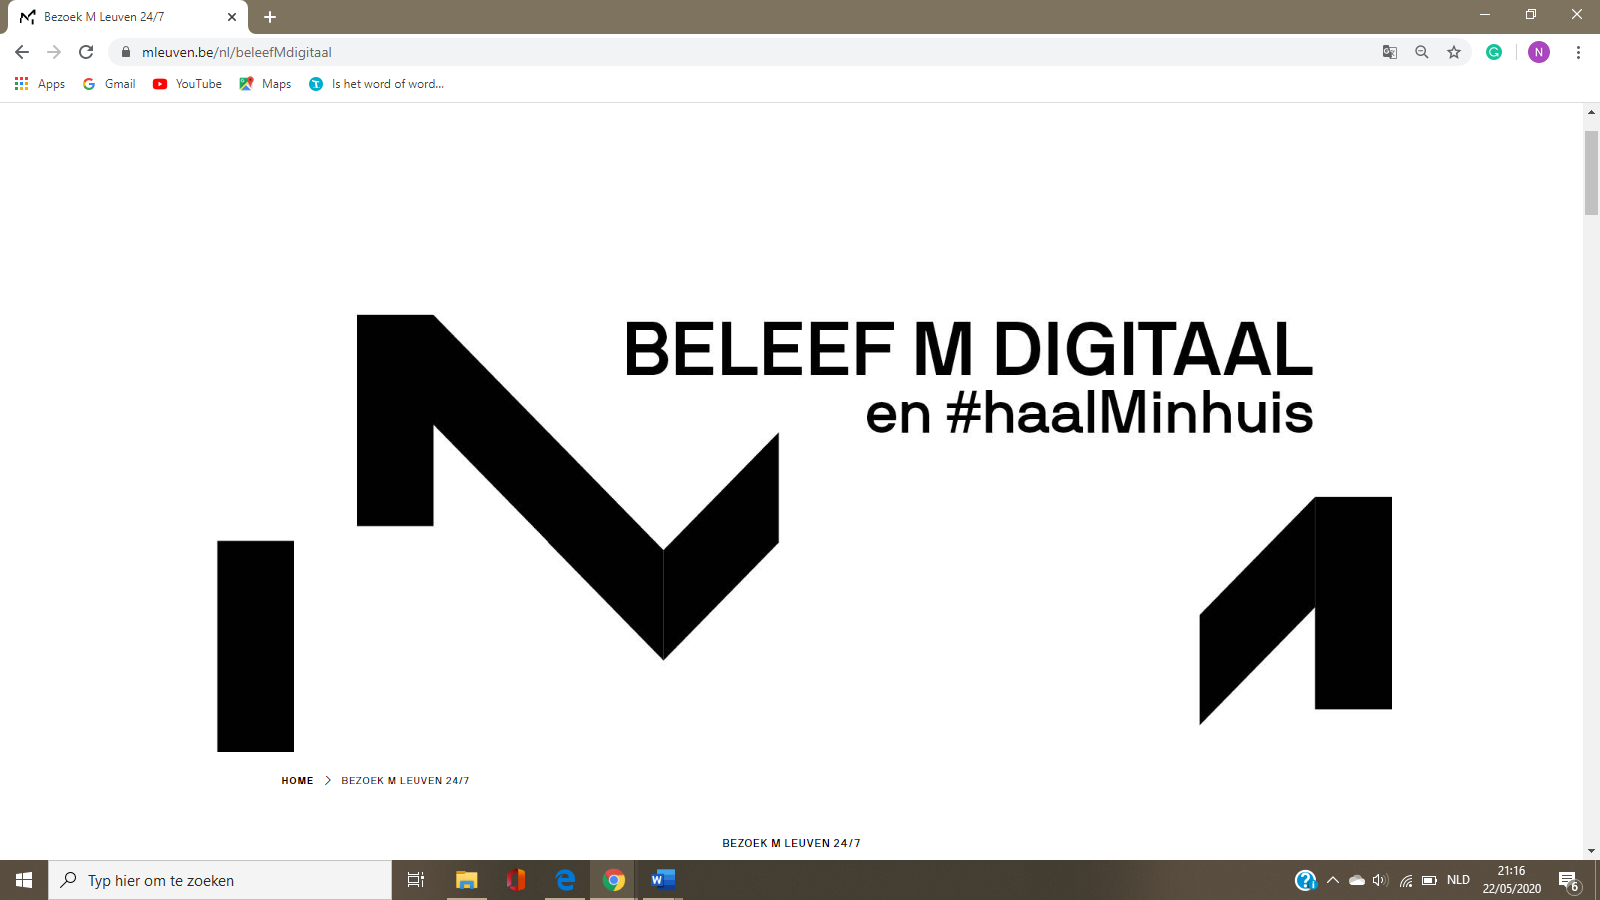 Bezoek M Leuven 24/7
mleuven.be/nl/beleefMdigitaal
N
Apps
Gmail
YouTube
Maps
Is het word of word...
BELEEF M DIGITAAL
en #haalMinhuis
HOME > BEZOEK M LEUVEN 24/7
BEZOEK M LEUVEN 24/7
Typ hier om te zoeken
NLD
21:16
22/05/2020
6